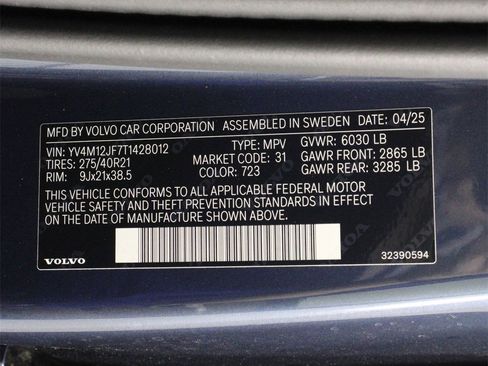 MFD BY VOLVO CAR CORPORATION ASSEMBLED IN SWEDEN DATE: 04/25
VIN: YV4M12JF7T1428012 TYPE: MPV GVWR: 6030 LB
TIRES: 275/40R21 MARKET CODE: 31 GAWR FRONT: 2865 LB
RIM: 9Jx21x38.5 COLOR: 723 GAWR REAR: 3285 LB
THIS VEHICLE CONFORMS TO ALL APPLICABLE FEDERAL MOTOR
VEHICLE SAFETY AND THEFT PREVENTION STANDARDS IN EFFECT ON
THE DATE OF MANUFACTURE SHOWN ABOVE.
VOLVO 32390594